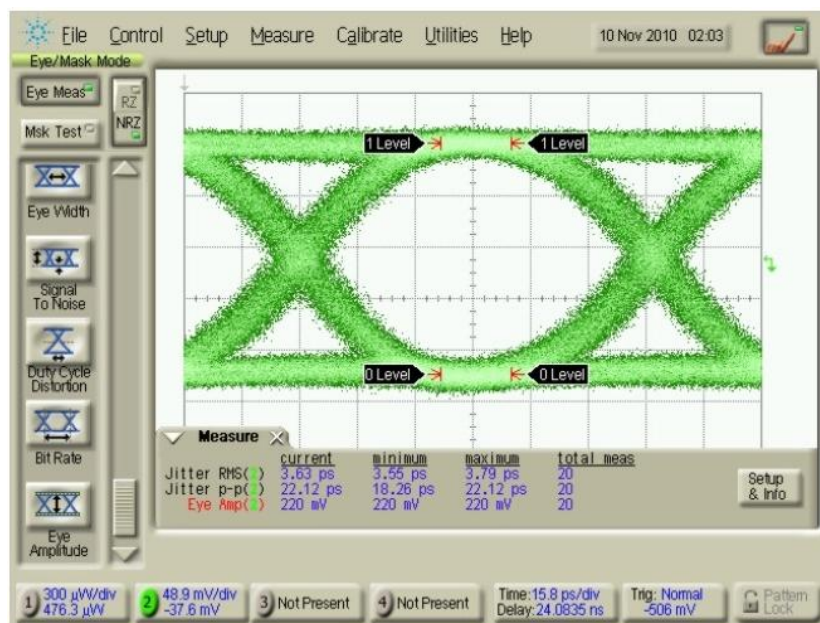 File Control Setup Measure Calibrate Utilities Help 10 Nov 2010 02:03
Eye/Mask Mode
Eye Meas
RZ
NRZ
Msk Test
Eye Width
Signal
To Noise
Duty Cycle
Distortion
Bit Rate
Eye
Amplitude
1 Level 1 Level
0 Level 0 Level
Measure
current minimum maximum total meas
Jitter RMS(2) 3.63 ps 3.55 ps 3.79 ps 20
Jitter p-p(2) 22.12 ps 18.26 ps 22.12 ps 20
Eye Amp(2) 220 mV 220 mV 220 mV 20
Setup
& Info
1 300 µW/div
476.3 µW
2 48.9 mV/div
-37.6 mV
3 Not Present
4 Not Present
Time:15.8 ps/div
Delay:24.0835 ns
Trig: Normal
-506 mV
Pattern
Lock